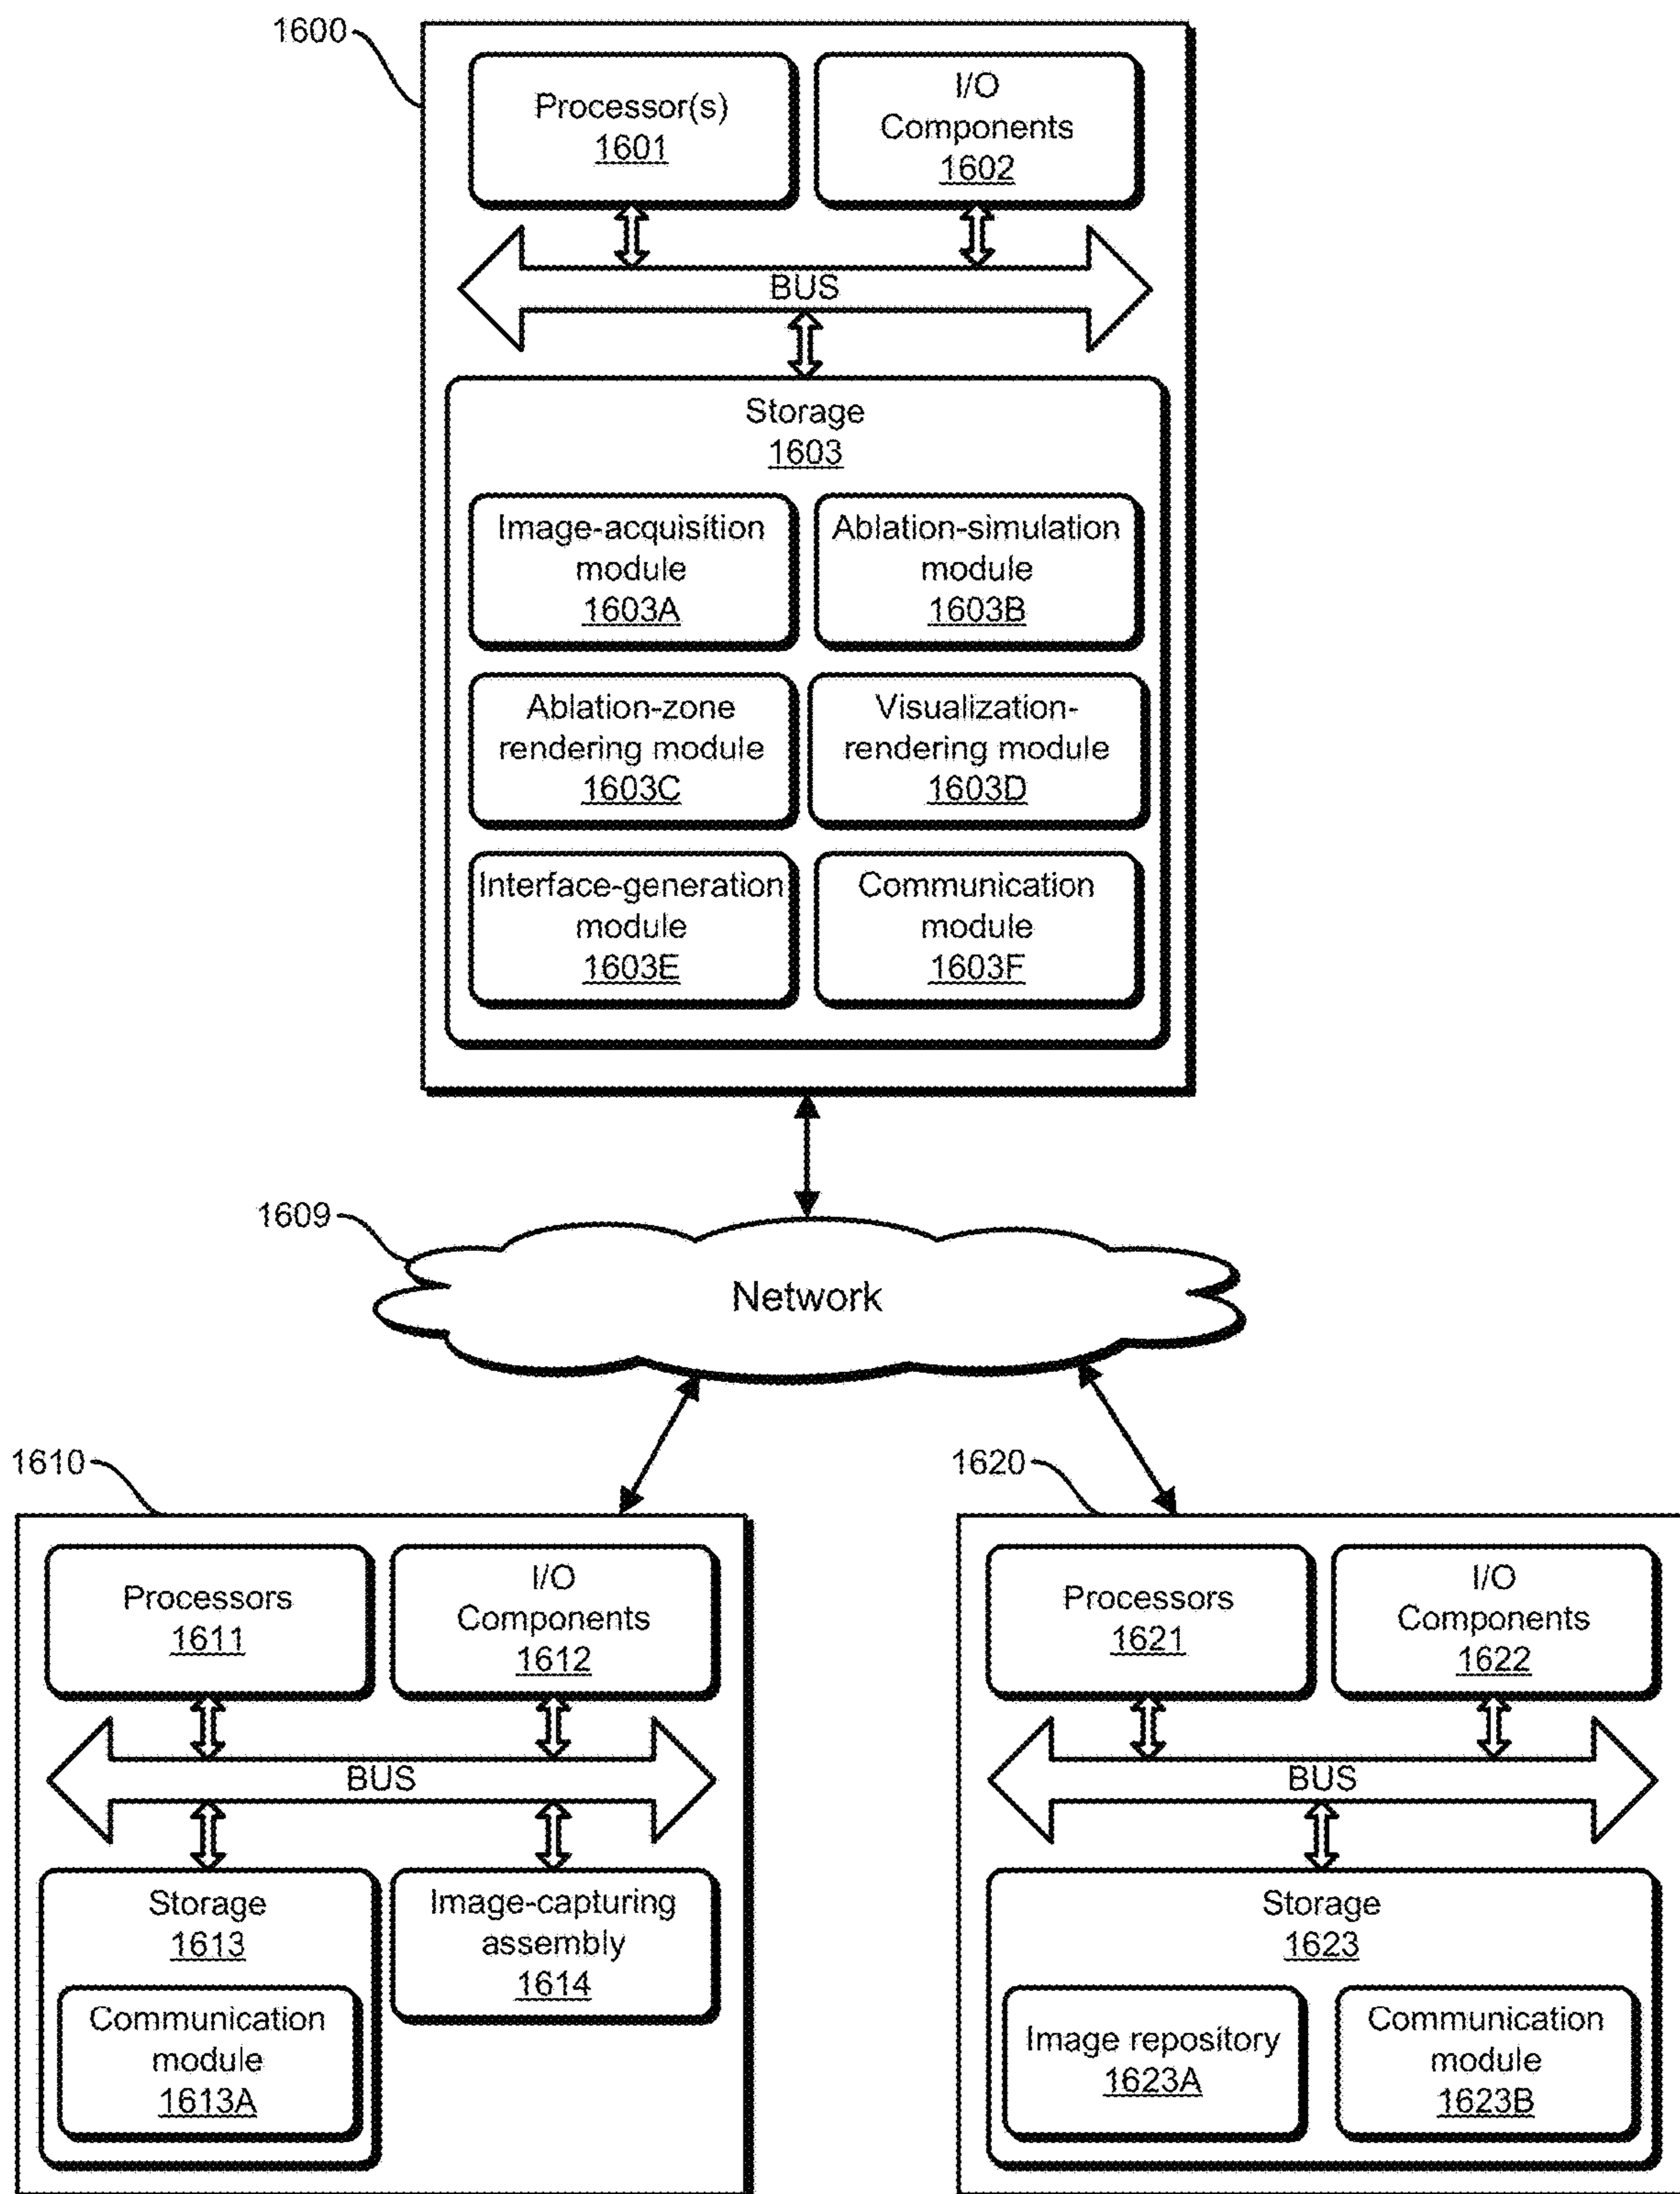 1600
Processor(s)
1601
I/O
Components
1602
BUS
Storage
1603
Image-acquisition
module
1603A
Ablation-simulation
module
1603B
Ablation-zone
rendering module
1603C
Visualization-
rendering module
1603D
Interface-generation
module
1603E
Communication
module
1603F
1609
Network
1610
Processors
1611
I/O
Components
1612
BUS
Storage
1613
Communication
module
1613A
Image-capturing
assembly
1614
1620
Processors
1621
I/O
Components
1622
BUS
Storage
1623
Image repository
1623A
Communication
module
1623B